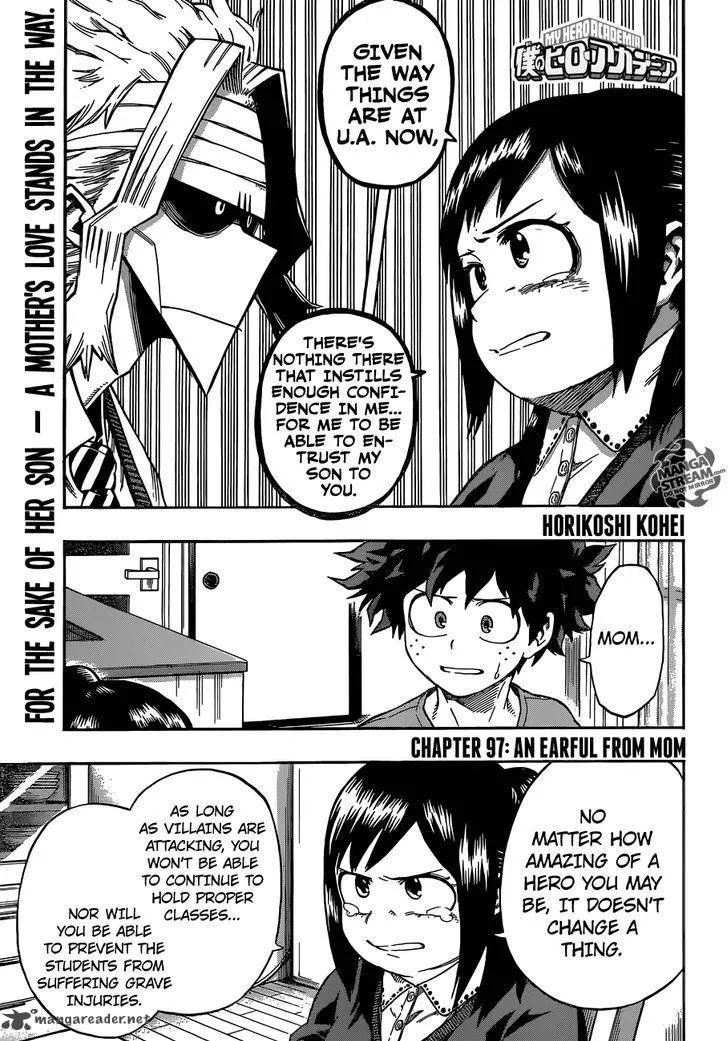 MY HERO ACADEMIA
僕のヒーローアカデミア
FOR THE SAKE OF HER SON — A MOTHER'S LOVE STANDS IN THE WAY.
GIVEN
THE WAY
THINGS
ARE AT
U.A. NOW,
THERE'S
NOTHING THERE
THAT INSTILLS
ENOUGH CONFI-
DENCE IN ME...
FOR ME TO BE
ABLE TO EN-
TRUST MY
SON TO
YOU.
MANGA
STREAM.com
DO NOT MIRROR!
HORIKOSHI KOHEI
MOM...
CHAPTER 97: AN EARFUL FROM MOM
NO
MATTER HOW
AMAZING OF A
HERO YOU MAY
BE, IT DOESN'T
CHANGE A
THING.
AS LONG
AS VILLAINS ARE
ATTACKING, YOU
WON'T BE ABLE
TO CONTINUE TO
HOLD PROPER
CLASSES...
NOR WILL
YOU BE ABLE
TO PREVENT THE
STUDENTS FROM
SUFFERING GRAVE
INJURIES.
mangareader.net